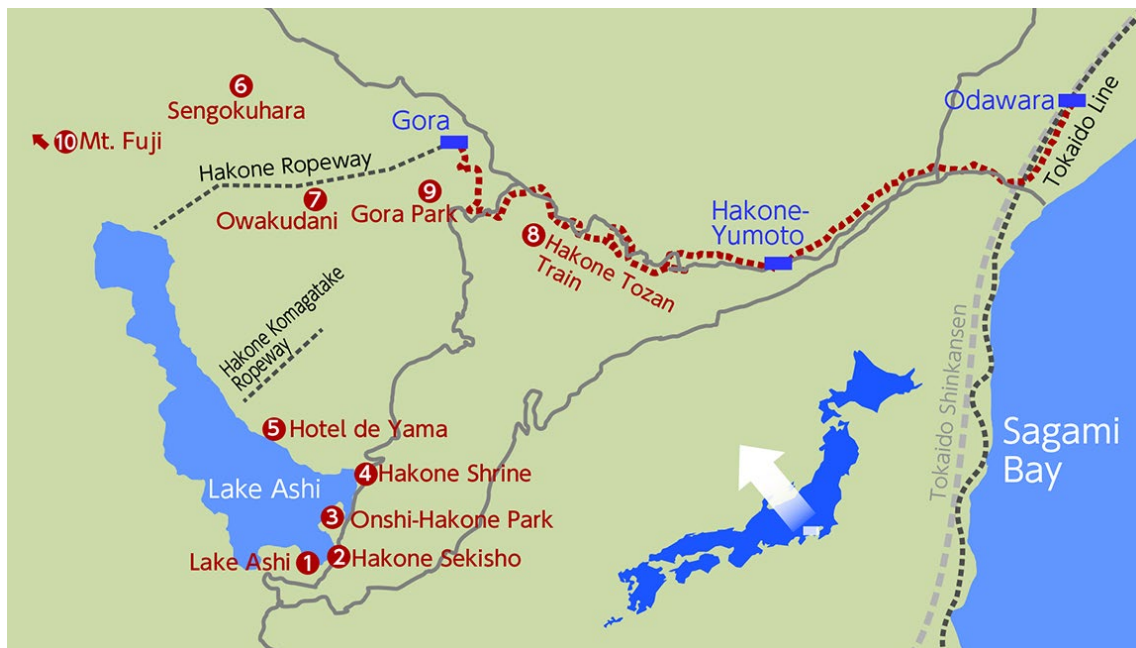 6
Sengokuhara
10 Mt. Fuji
Gora
Odawara
Tokaido Line
Hakone Ropeway
7
Owakudani
9
Gora Park
Hakone-
Yumoto
8 Hakone Tozan
Train
Hakone Komagatake
Ropeway
Tokaido Shinkansen
Sagami
Bay
5 Hotel de Yama
Lake Ashi
4 Hakone Shrine
3 Onshi-Hakone Park
Lake Ashi 1
2 Hakone Sekisho